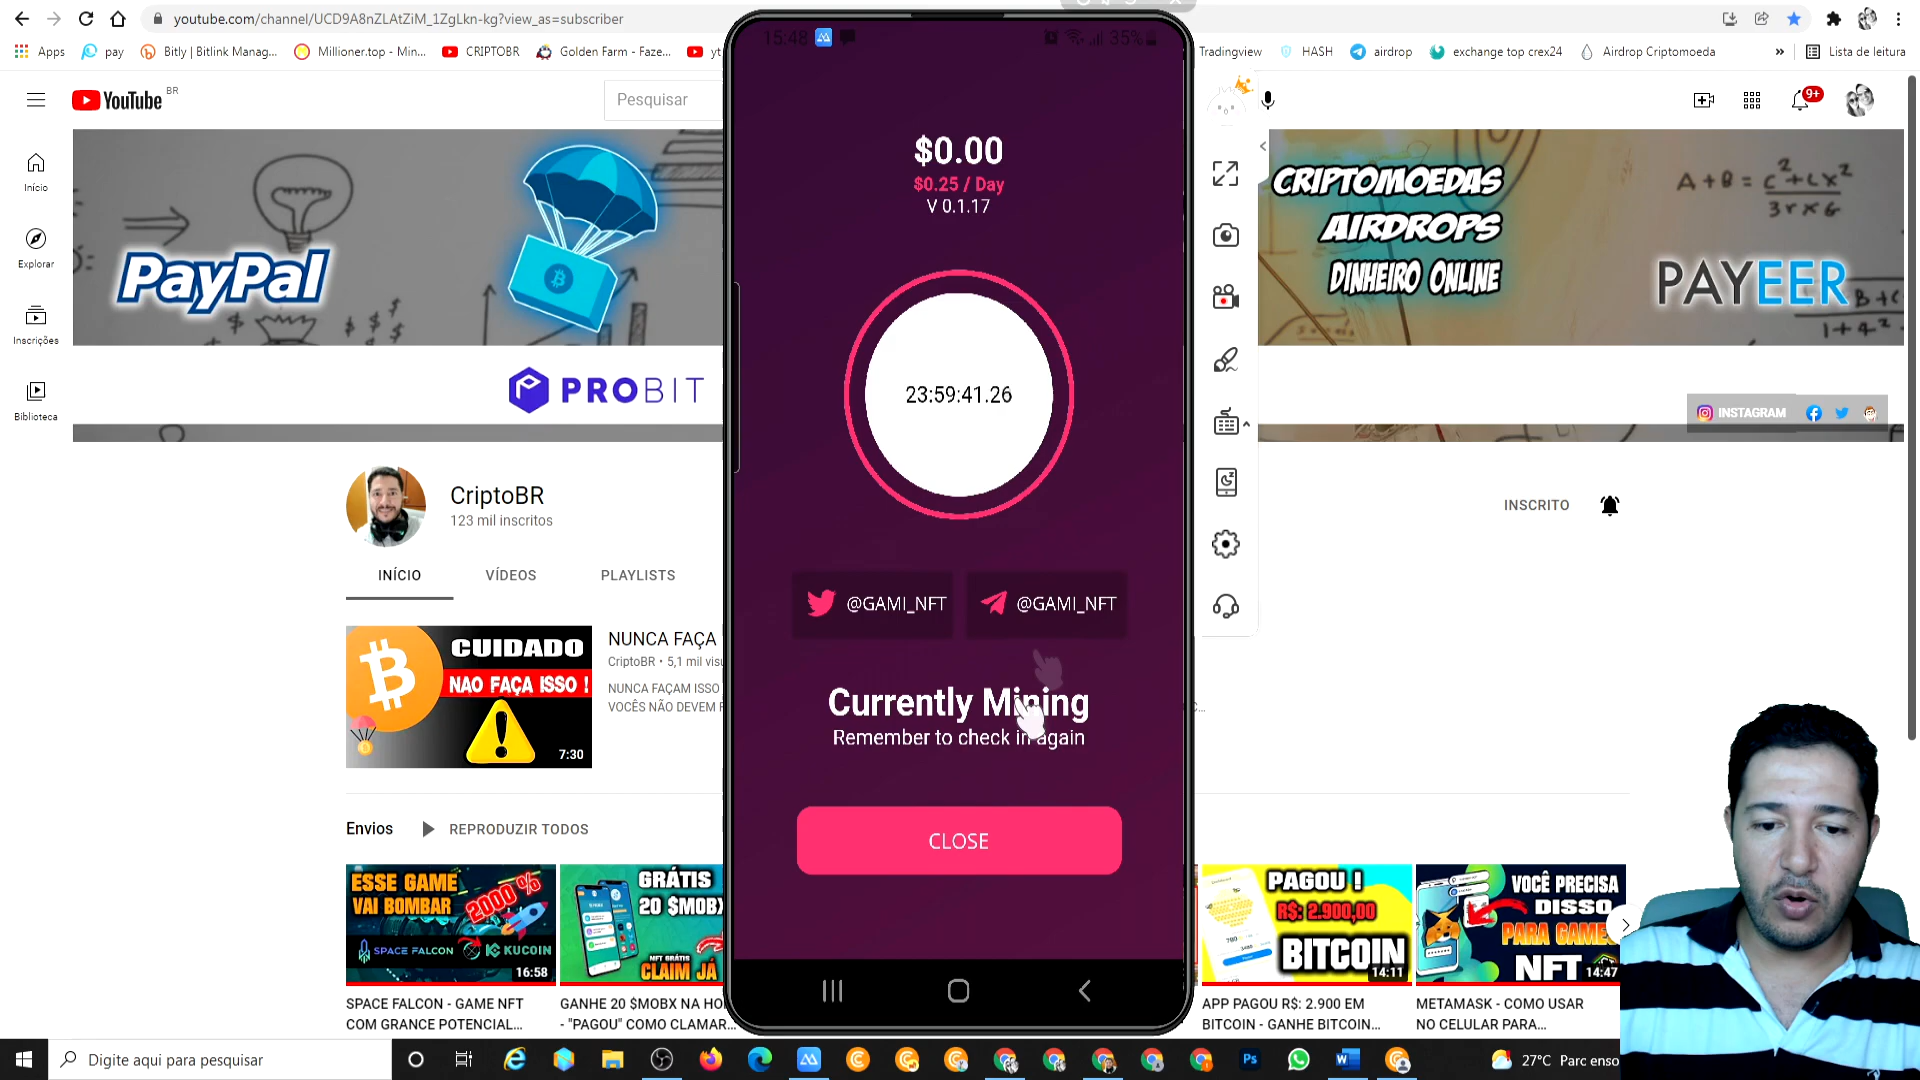 youtube.com/channel/UCD9A8nZLAtZiM_1ZgLkn-kg?view_as=subscriber
Apps pay Bitly | Bitlink Manag... Millioner.top - Min... CRIPTOBR Golden Farm - Faze... yt Tradingview HASH airdrop exchange top crex24 Airdrop Criptomoeda » Lista de leitura
15:48 35%
YouTube BR
Pesquisar
9+
Início
Explorar
Inscrições
Biblioteca
PayPal
PROBIT
CRIPTOMOEDAS
AIRDROPS
DINHEIRO ONLINE
PAYEER
INSTAGRAM
$0.00
$0.25 / Day
V 0.1.17
23:59:41.26
@GAMI_NFT @GAMI_NFT
Currently Mining
Remember to check in again
CLOSE
CriptoBR
123 mil inscritos
INSCRITO
INÍCIO VÍDEOS PLAYLISTS
CUIDADO
NAO FAÇA ISSO !
7:30
NUNCA FAÇA
CriptoBR • 5,1 mil
NUNCA FAÇAM ISSO
VOCÊS NÃO DEVEM
Envios REPRODUZIR TODOS
ESSE GAME
VAI BOMBAR
2000 %
SPACE FALCON KUCOIN
16:58
SPACE FALCON - GAME NFT
COM GRANCE POTENCIAL...
GRÁTIS
20 $MOBX
NFT GRÁTIS
CLAIM JÁ
GANHE 20 $MOBX NA
- "PAGOU" COMO CLAMAR...
PAGOU !
R$: 2.900,00
BITCOIN
14:11
APP PAGOU R$: 2.900 EM
BITCOIN - GANHE BITCOIN...
VOCÊ PRECISA
DISSO
PARA GAMES
NFT
14:47
METAMASK - COMO USAR
NO CELULAR PARA...
Digite aqui para pesquisar
27°C Parc enso